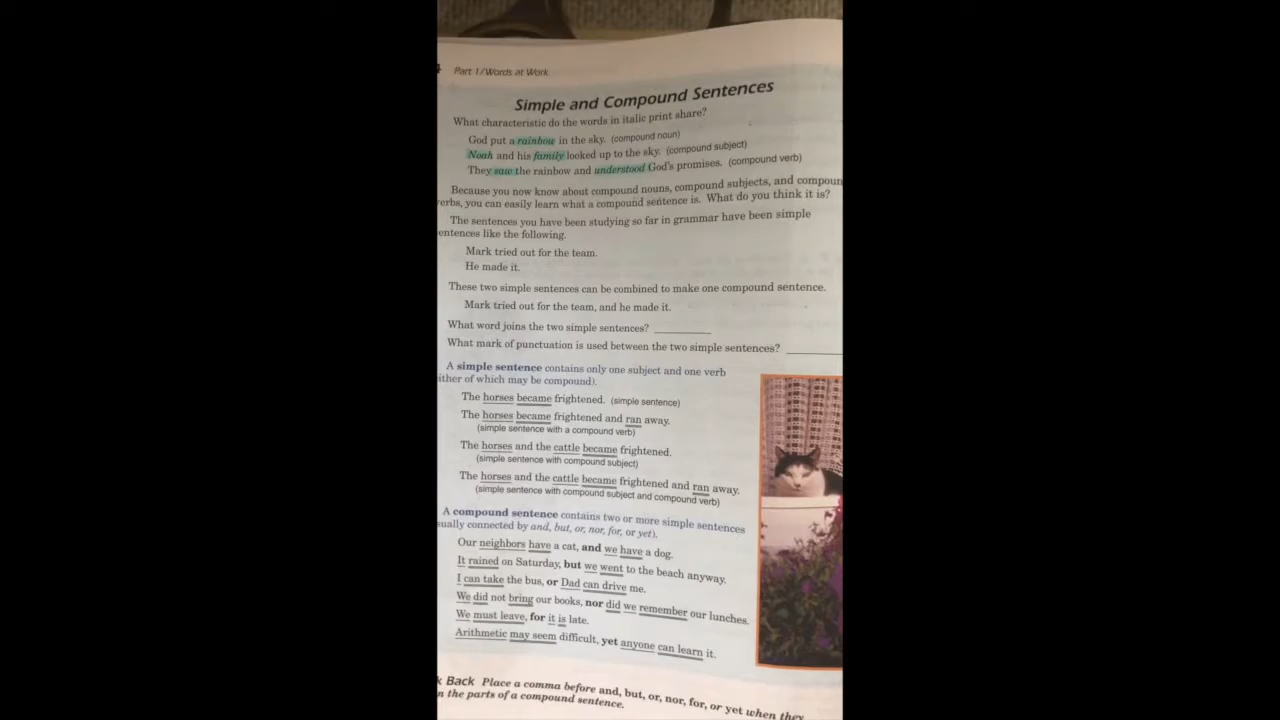 4 Part 1/Words at Work
Simple and Compound Sentences
What characteristic do the words in italic print share?
God put a rainbow in the sky. (compound noun)
Noah and his family looked up to the sky. (compound subject)
They saw the rainbow and understood God's promises. (compound verb)
Because you now know about compound nouns, compound subjects, and compoun
erbs, you can easily learn what a compound sentence is. What do you think it is?
The sentences you have been studying so far in grammar have been simple
entences like the following.
Mark tried out for the team.
He made it.
These two simple sentences can be combined to make one compound sentence.
Mark tried out for the team, and he made it.
What word joins the two simple sentences?
What mark of punctuation is used between the two simple sentences?
A simple sentence contains only one subject and one verb
ither of which may be compound).
The horses became frightened. (simple sentence)
The horses became frightened and ran away.
(simple sentence with a compound verb)
The horses and the cattle became frightened.
(simple sentence with compound subject)
The horses and the cattle became frightened and ran away.
(simple sentence with compound subject and compound verb)
A compound sentence contains two or more simple sentences
sually connected by and, but, or, nor, for, or yet).
Our neighbors have a cat, and we have a dog.
It rained on Saturday, but we went to the beach anyway.
I can take the bus, or Dad can drive me.
We did not bring our books, nor did we remember our lunches.
We must leave, for it is late.
Arithmetic may seem difficult, yet anyone can learn it.
k Back Place a comma before and, but, or, nor, for, or yet when they
n the parts of a compound sentence.